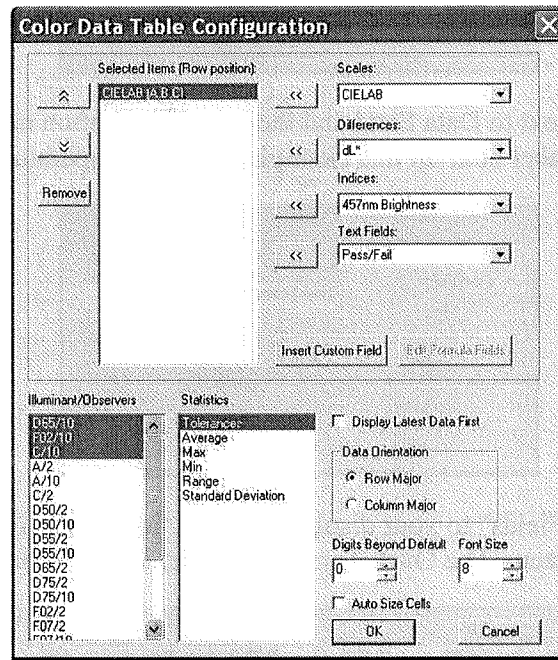 Color Data Table Configuration
Selected Items (Row position):
CIELAB (A,B,C)
Remove
Scales:
<<
CIELAB
Differences:
<<
dL*
Indices:
<<
457nm Brightness
Text Fields:
<<
Pass/Fail
Insert Custom Field
Edit Formula Fields
Illuminant/Observers
D65/10
F02/10
C/10
A/2
A/10
C/2
D50/2
D50/10
D55/2
D55/10
D65/2
D75/2
D75/10
F02/2
F07/2
F07/10
Statistics
Tolerances
Average
Max
Min
Range
Standard Deviation
Display Latest Data First
Data Orientation
Row Major
Column Major
Digits Beyond Default
0
Font Size
8
Auto Size Cells
OK
Cancel